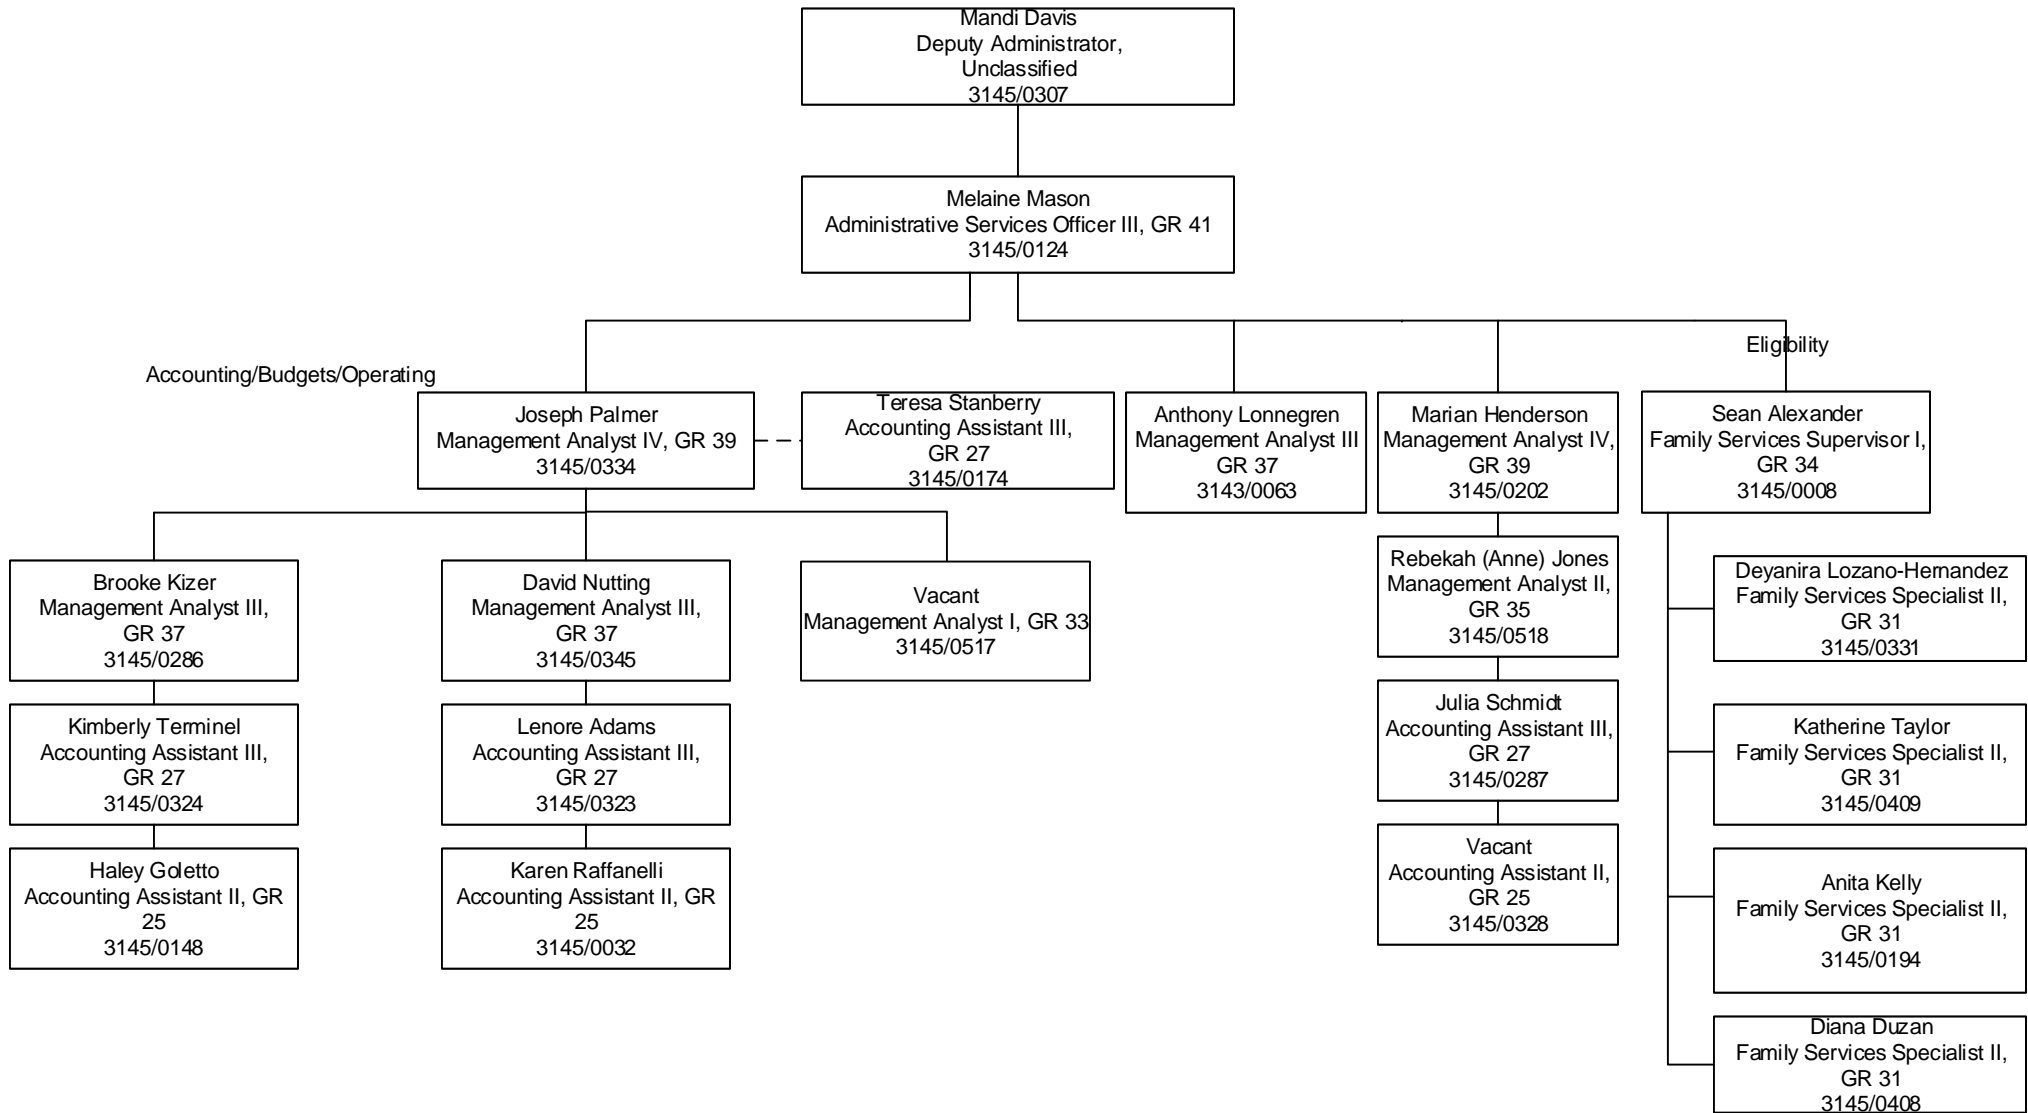 Mandi Davis
Deputy Administrator,
Unclassified
3145/0307
Melaine Mason
Administrative Services Officer III, GR 41
3145/0124
Accounting/Budgets/Operating
Eligibility
Joseph Palmer
Management Analyst IV, GR 39
3145/0334
Teresa Stanberry
Accounting Assistant III,
GR 27
3145/0174
Anthony Lonnegren
Management Analyst III
GR 37
3143/0063
Marian Henderson
Management Analyst IV,
GR 39
3145/0202
Sean Alexander
Family Services Supervisor I,
GR 34
3145/0008
Brooke Kizer
Management Analyst III,
GR 37
3145/0286
David Nutting
Management Analyst III,
GR 37
3145/0345
Vacant
Management Analyst I, GR 33
3145/0517
Rebekah (Anne) Jones
Management Analyst II,
GR 35
3145/0518
Deyanira Lozano-Hernandez
Family Services Specialist II,
GR 31
3145/0331
Kimberly Terminel
Accounting Assistant III,
GR 27
3145/0324
Lenore Adams
Accounting Assistant III,
GR 27
3145/0323
Julia Schmidt
Accounting Assistant III,
GR 27
3145/0287
Katherine Taylor
Family Services Specialist II,
GR 31
3145/0409
Haley Goletto
Accounting Assistant II, GR
25
3145/0148
Karen Raffanelli
Accounting Assistant II, GR
25
3145/0032
Vacant
Accounting Assistant II,
GR 25
3145/0328
Anita Kelly
Family Services Specialist II,
GR 31
3145/0194
Diana Duzan
Family Services Specialist II,
GR 31
3145/0408